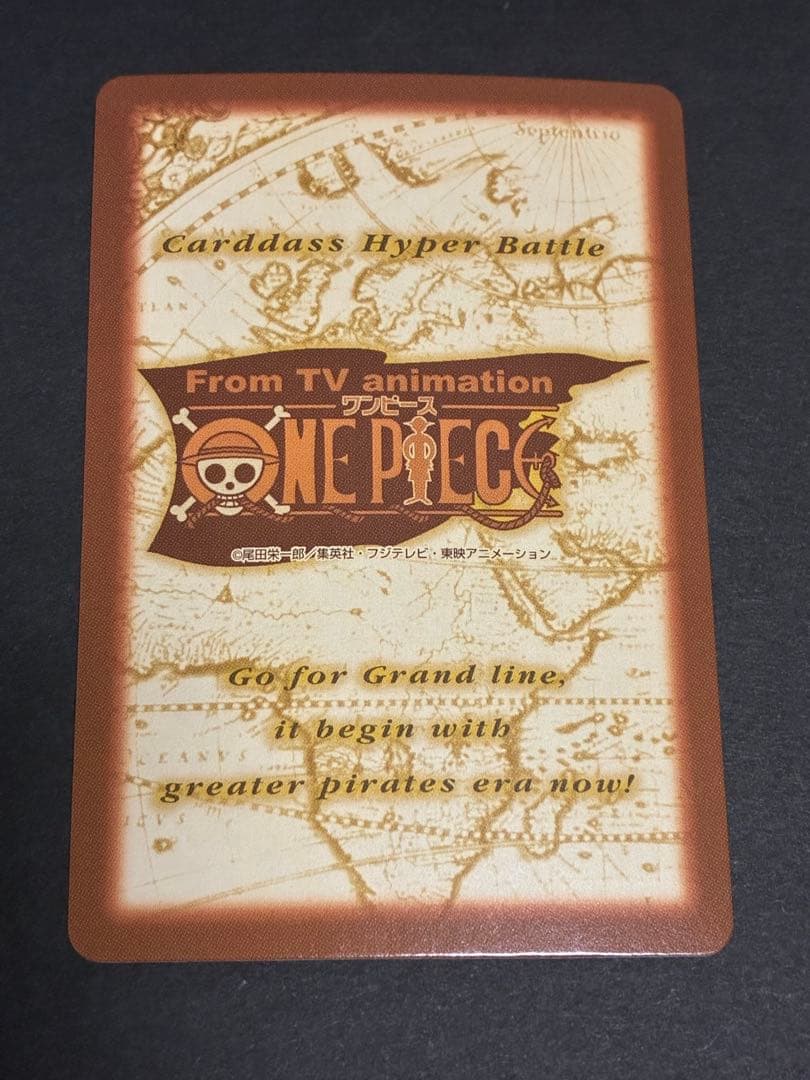 Septentrio
Carddass Hyper Battle
From TV animation
ワンピース
ONE PIECE
©尾田栄一郎/集英社・フジテレビ・東映アニメーション
Go for Grand line,
it begin with
greater pirates era now!